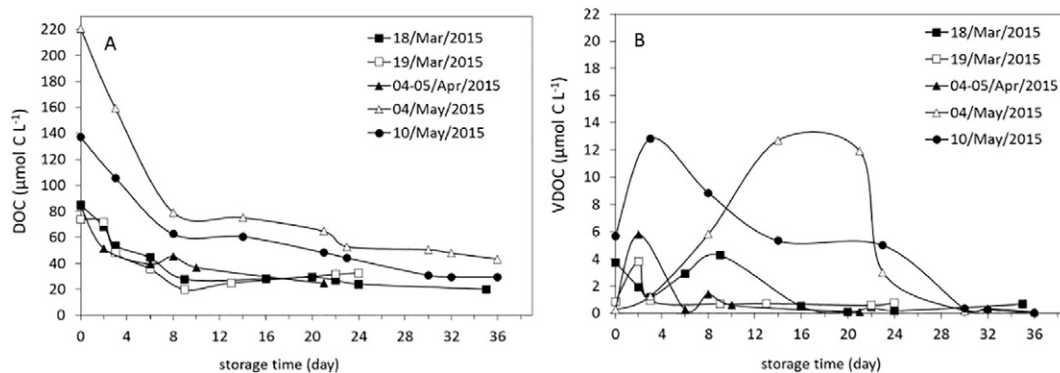 A
DOC (µmol C L⁻¹)
220
200
180
160
140
120
100
80
60
40
20
0
0 4 8 12 16 20 24 28 32 36
storage time (day)
18/Mar/2015
19/Mar/2015
04-05/Apr/2015
04/May/2015
10/May/2015
B
VDOC (µmol C L⁻¹)
22
20
18
16
14
12
10
8
6
4
2
0
0 4 8 12 16 20 24 28 32 36
storage time (day)
18/Mar/2015
19/Mar/2015
04-05/Apr/2015
04/May/2015
10/May/2015